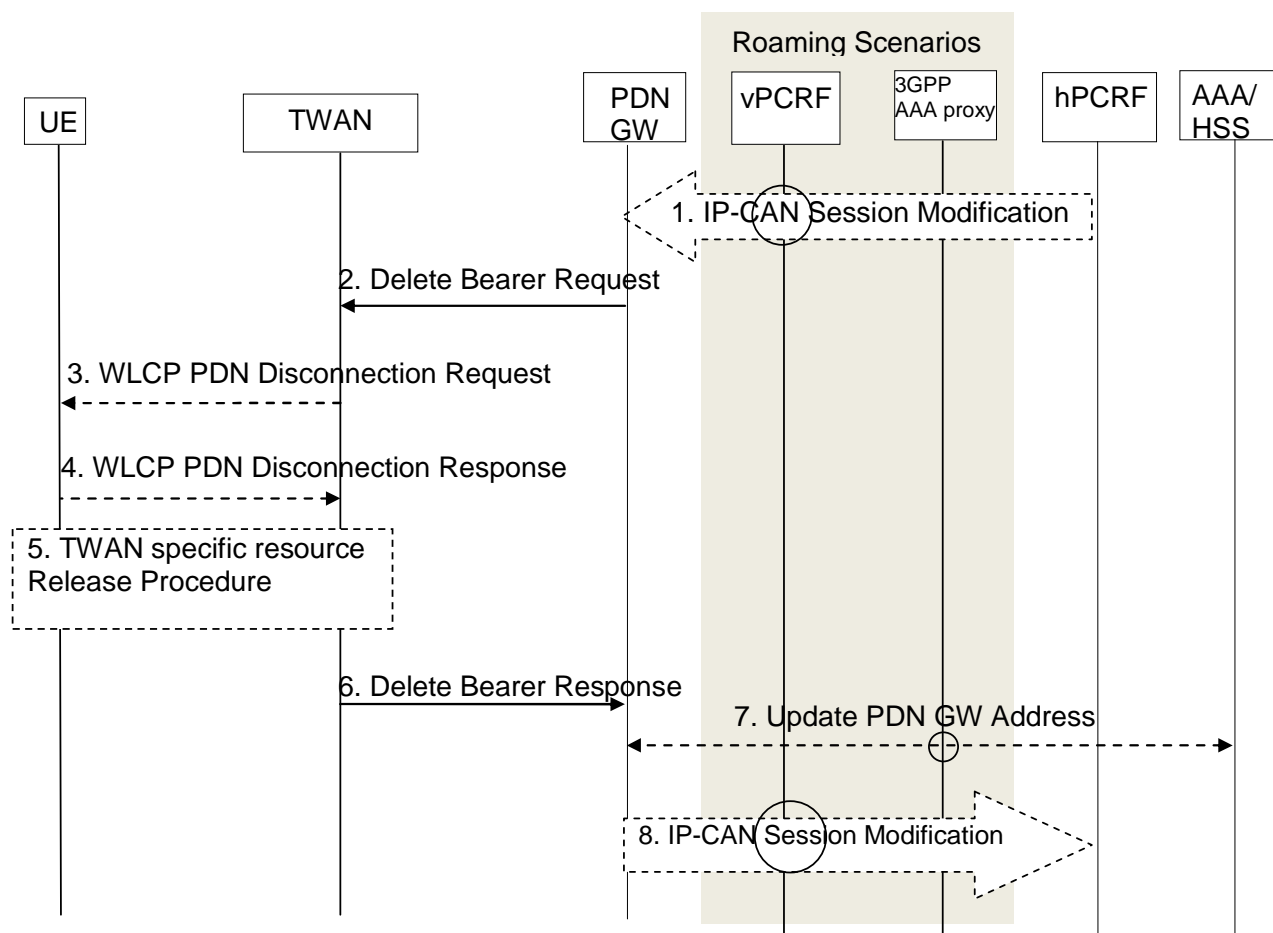 Roaming Scenarios
UE
TWAN
PDN
GW
vPCRF
3GPP
AAA proxy
hPCRF
AAA/
HSS
1. IP-CAN Session Modification
2. Delete Bearer Request
3. WLCP PDN Disconnection Request
4. WLCP PDN Disconnection Response
5. TWAN specific resource
Release Procedure
6. Delete Bearer Response
7. Update PDN GW Address
8. IP-CAN Session Modification